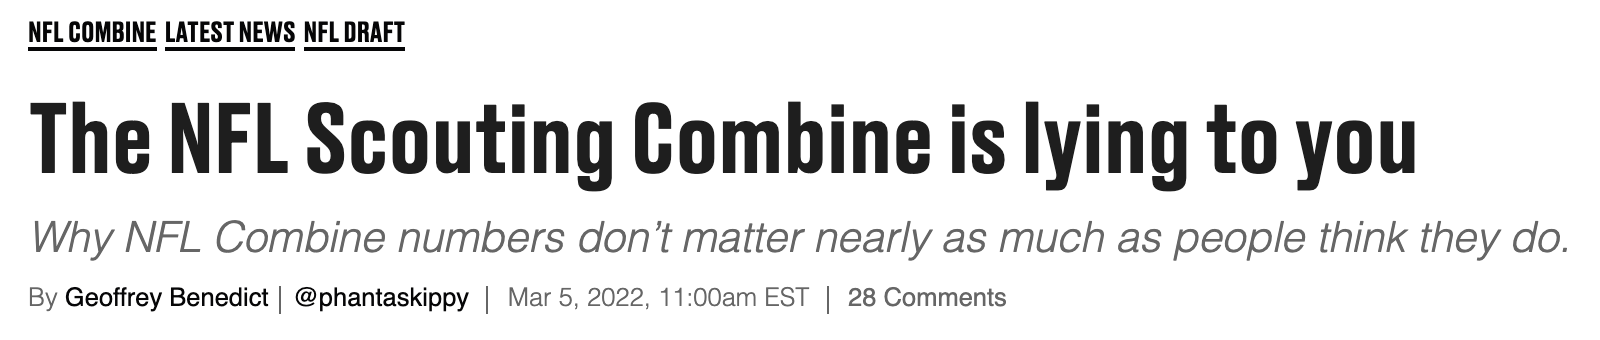 NFL COMBINE LATEST NEWS NFL DRAFT
The NFL Scouting Combine is lying to you
Why NFL Combine numbers don’t matter nearly as much as people think they do.
By Geoffrey Benedict | @phantaskippy | Mar 5, 2022, 11:00am EST | 28 Comments